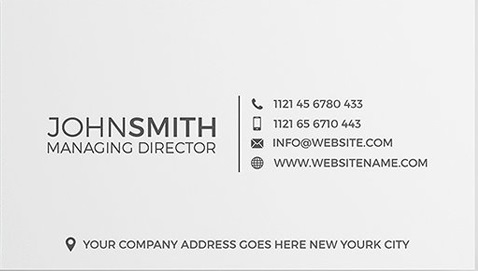 JOHNSMITH
MANAGING DIRECTOR
1121 45 6780 433
1121 65 6710 443
INFO@WEBSITE.COM
WWW.WEBSITENAME.COM
YOUR COMPANY ADDRESS GOES HERE NEW YOURK CITY